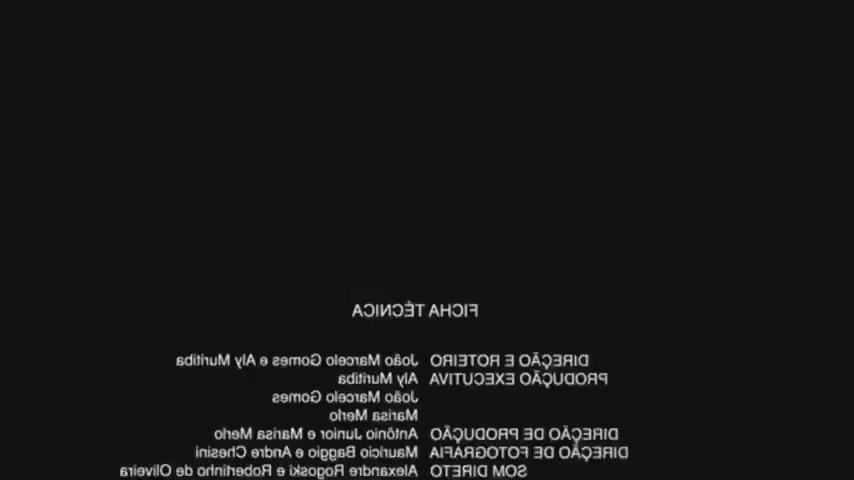 FICHA TÉCNICA
DIREÇÃO E ROTEIRO João Marcelo Gomes e Aly Muritiba
PRODUÇÃO EXECUTIVA Aly Muritiba
João Marcelo Gomes
Marisa Merlo
DIREÇÃO DE PRODUÇÃO Antônio Junior e Marisa Merlo
DIREÇÃO DE FOTOGRAFIA Mauricio Baggio e Andre Chesini
SOM DIRETO Alexandre Rogoski e Robertinho de Oliveira